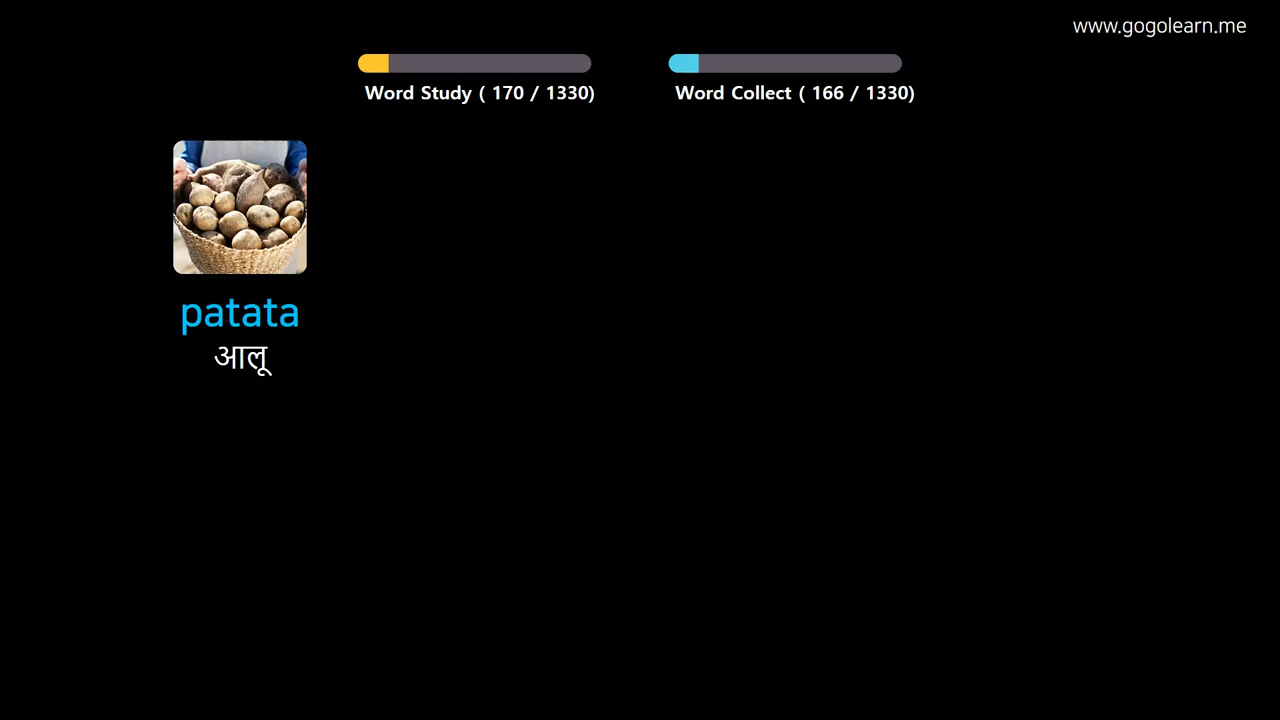 www.gogolearn.me
Word Study ( 170 / 1330)
Word Collect ( 166 / 1330)
patata
आलू